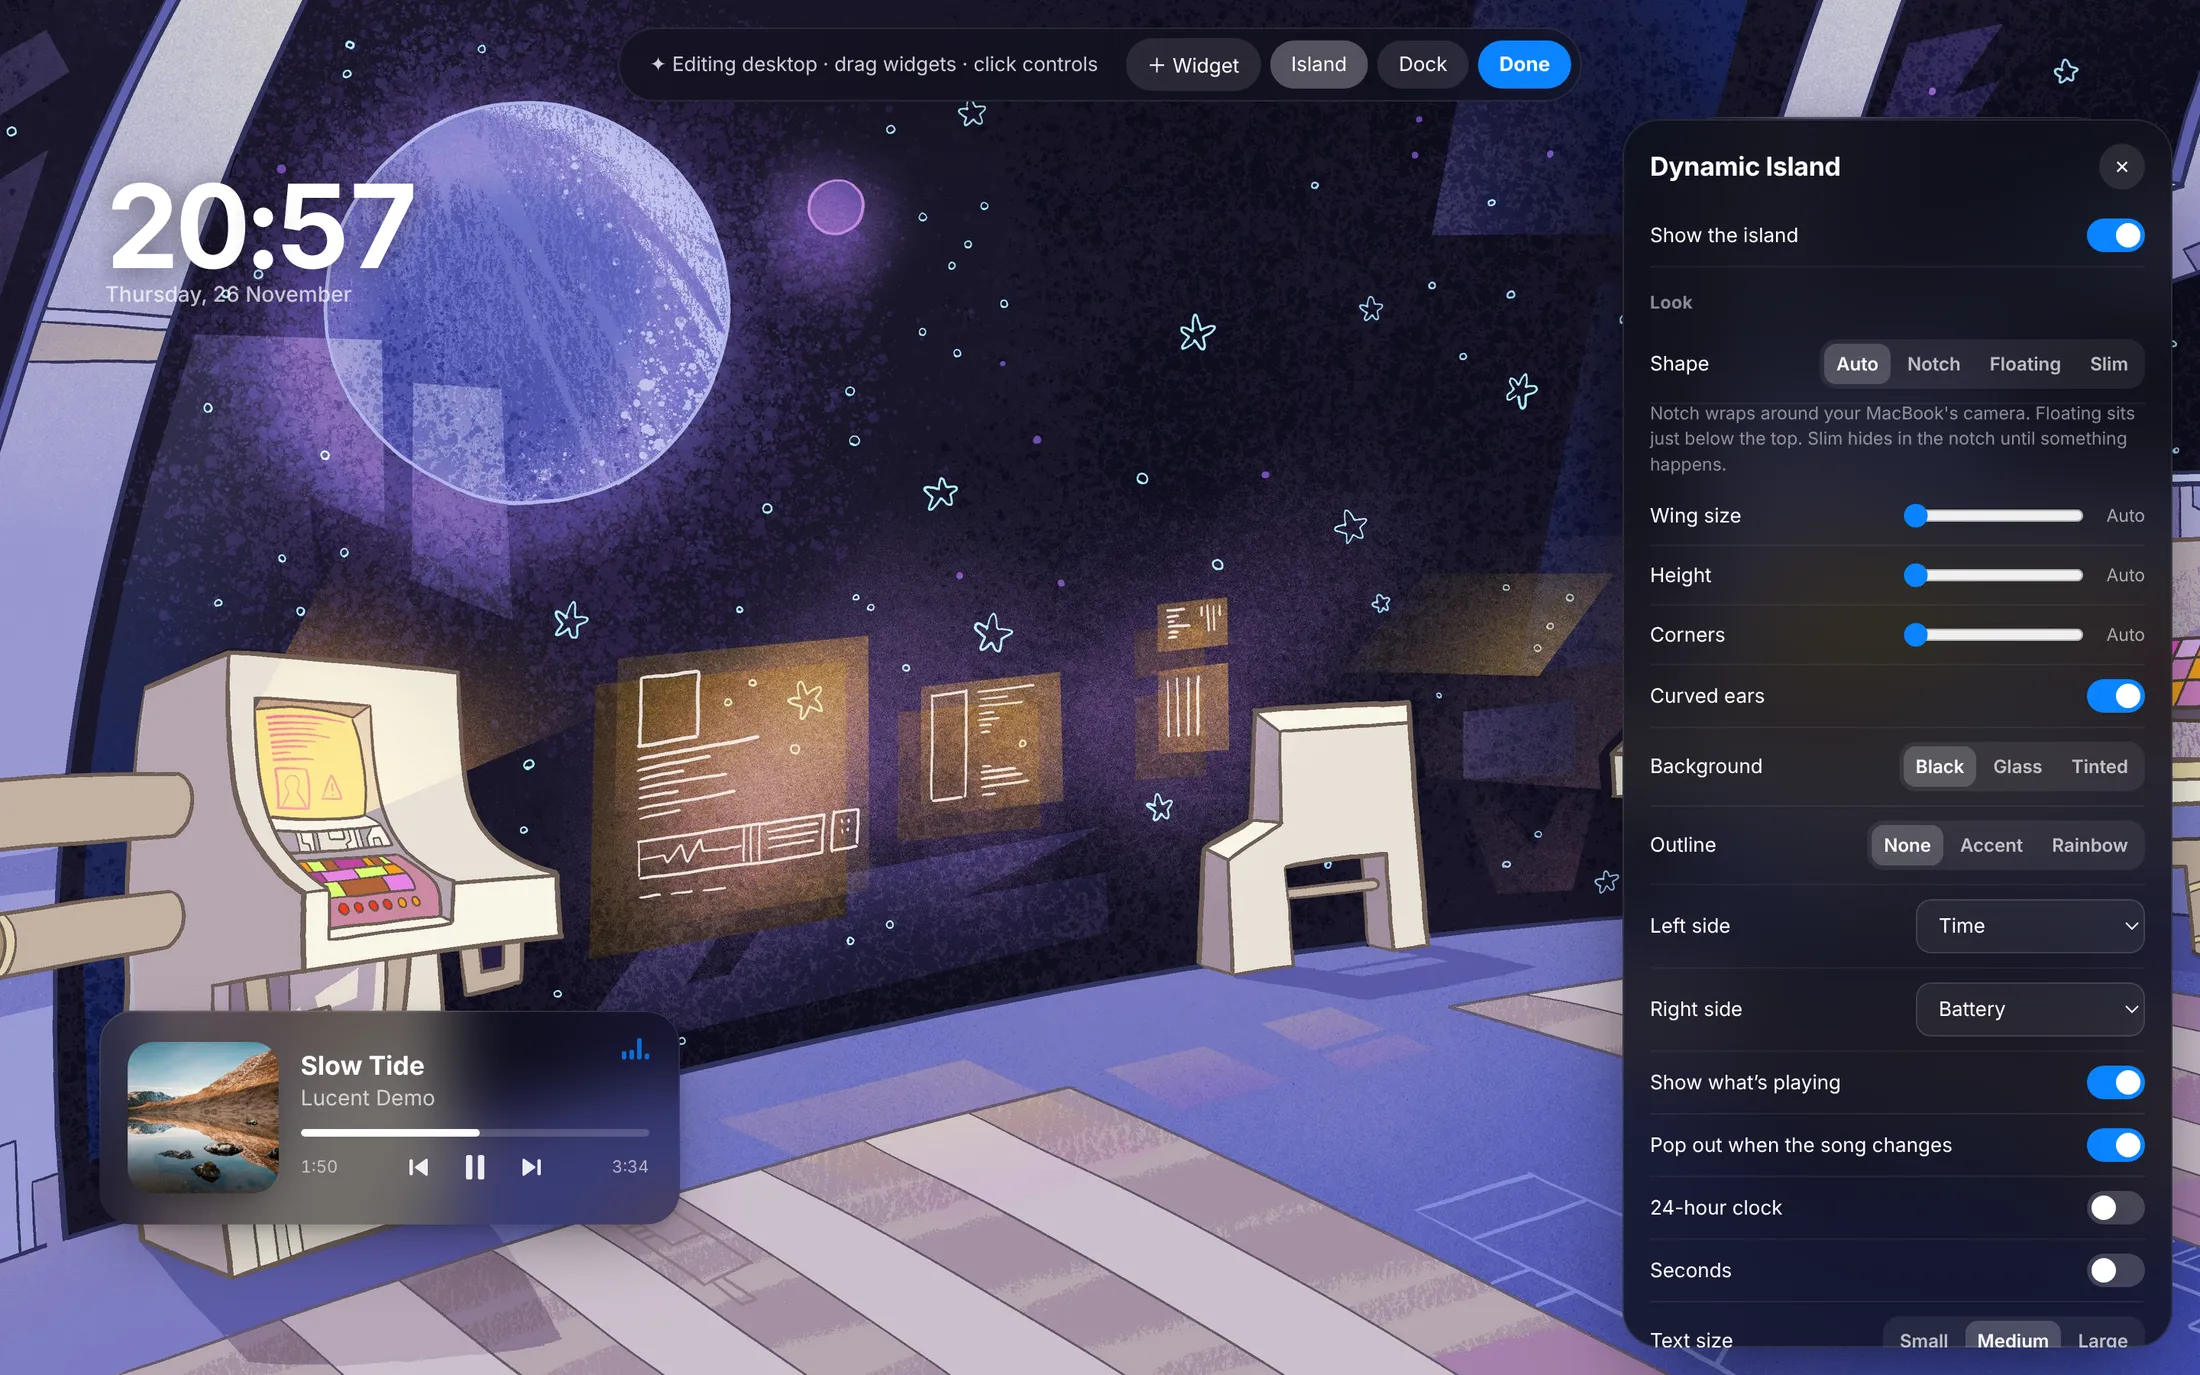 ✦ Editing desktop · drag widgets · click controls
+ Widget
Island
Dock
Done
20:57
Thursday, 26 November
Dynamic Island
Show the island
Look
Shape
Auto
Notch
Floating
Slim
Notch wraps around your MacBook's camera. Floating sits
just below the top. Slim hides in the notch until something
happens.
Wing size
Auto
Height
Auto
Corners
Auto
Curved ears
Background
Black
Glass
Tinted
Outline
None
Accent
Rainbow
Left side
Time
Right side
Battery
Show what’s playing
Pop out when the song changes
24-hour clock
Seconds
Text size
Small
Medium
Large
Slow Tide
Lucent Demo
1:50
3:34